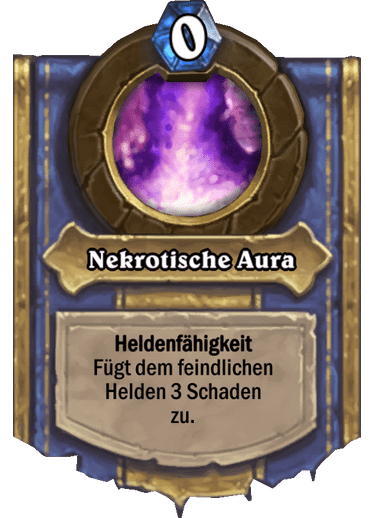 0
Nekrotische Aura
Heldenfähigkeit
Fügt dem feindlichen
Helden 3 Schaden
zu.